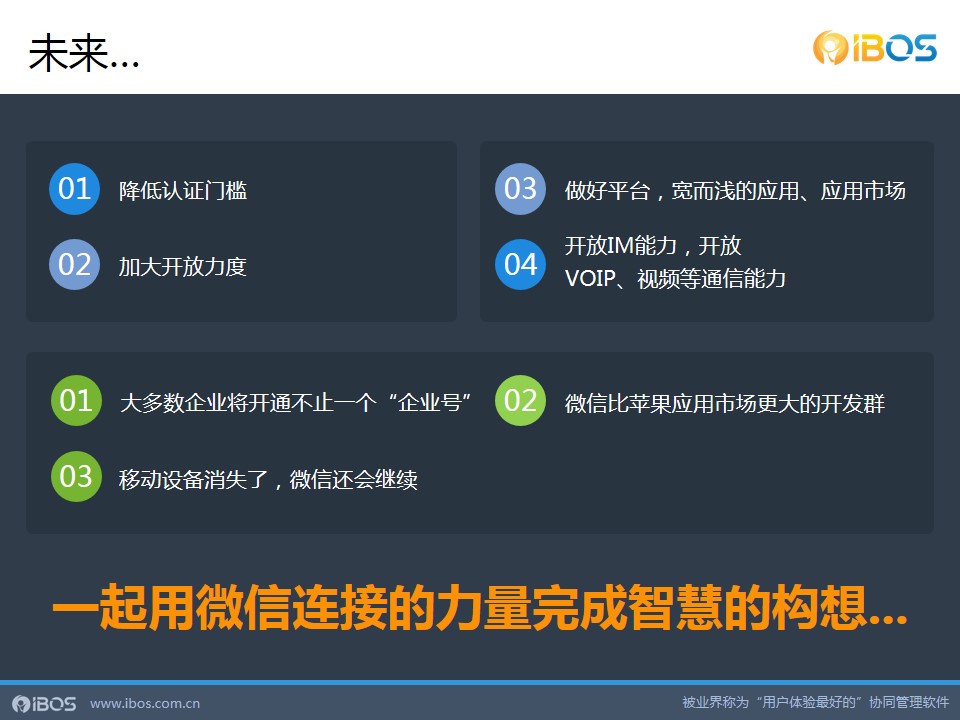 未来...
IBOS
01 降低认证门槛
02 加大开放力度
03 做好平台，宽而浅的应用、应用市场
04 开放IM能力，开放
VOIP、视频等通信能力
01 大多数企业将开通不止一个“企业号”
02 微信比苹果应用市场更大的开发群
03 移动设备消失了，微信还会继续
一起用微信连接的力量完成智慧的构想...
IBOS www.ibos.com.cn
被业界称为“用户体验最好的”协同管理软件